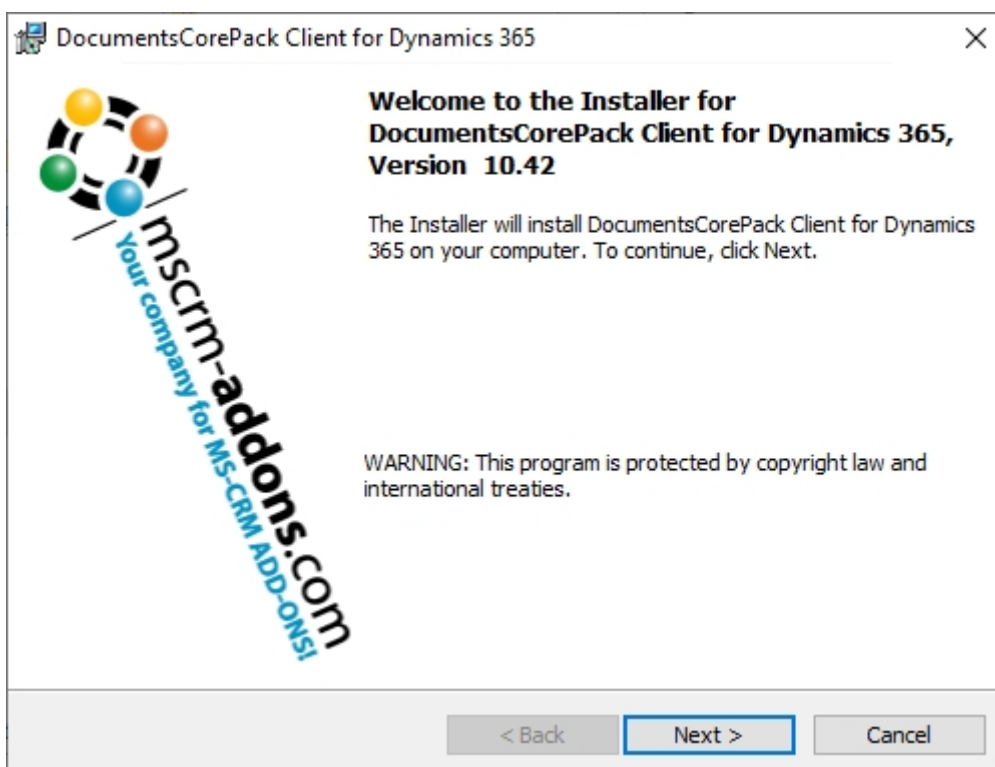 DocumentsCorePack Client for Dynamics 365
Welcome to the Installer for
DocumentsCorePack Client for Dynamics 365,
Version 10.42
The Installer will install DocumentsCorePack Client for Dynamics
365 on your computer. To continue, click Next.
mscrm-addons.com
Your company for MS-CRM ADD-ONS!
WARNING: This program is protected by copyright law and
international treaties.
< Back
Next >
Cancel